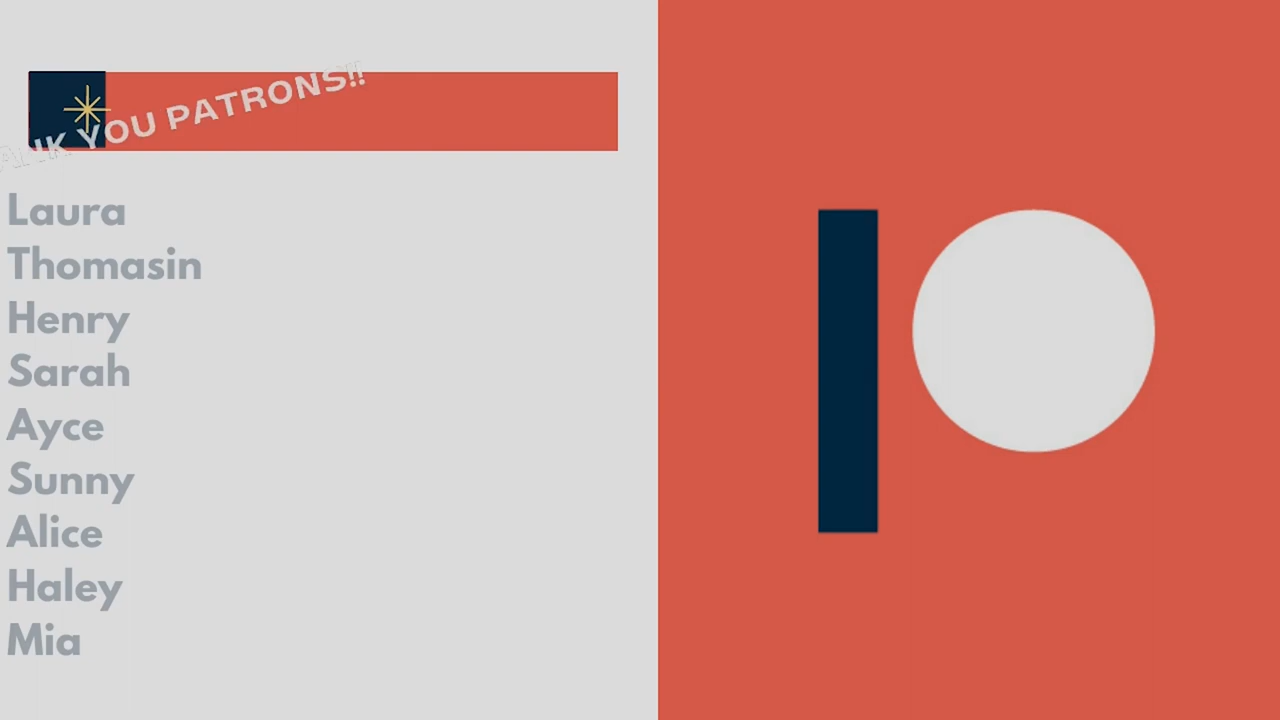 YOU PATRONS!!
Laura
Thomasin
Henry
Sarah
Ayce
Sunny
Alice
Haley
Mia